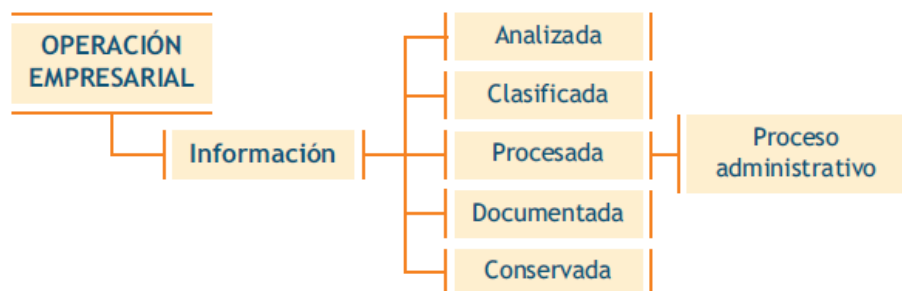 OPERACIÓN
EMPRESARIAL
Información
Analizada
Clasificada
Procesada
Documentada
Conservada
Proceso
administrativo